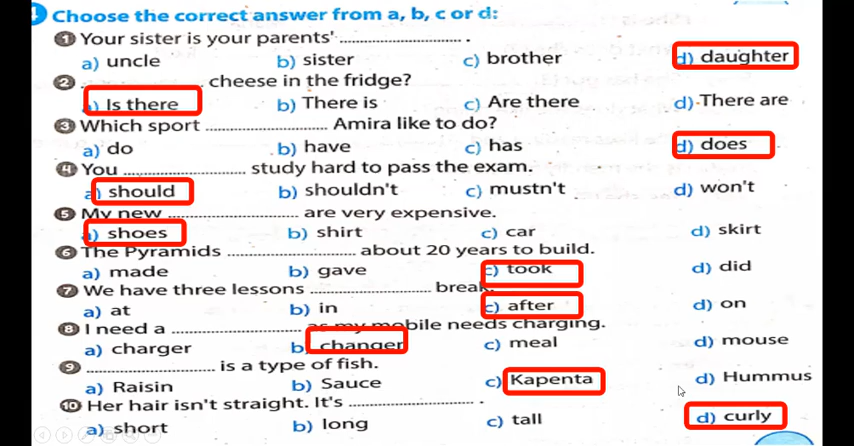 Choose the correct answer from a, b, c or d:
1 Your sister is your parents' .................... .
a) uncle b) sister c) brother d) daughter
2 .................... cheese in the fridge?
a) Is there b) There is c) Are there d) There are
3 Which sport .................... Amira like to do?
a) do b) have c) has d) does
4 You .................... study hard to pass the exam.
a) should b) shouldn't c) mustn't d) won't
5 My new .................... are very expensive.
a) shoes b) shirt c) car d) skirt
6 The Pyramids .................... about 20 years to build.
a) made b) gave c) took d) did
7 We have three lessons .................... break.
a) at b) in c) after d) on
8 I need a .................... as my mobile needs charging.
a) charger b) changer c) meal d) mouse
9 .................... is a type of fish.
a) Raisin b) Sauce c) Kapenta d) Hummus
10 Her hair isn't straight. It's .................... .
a) short b) long c) tall d) curly